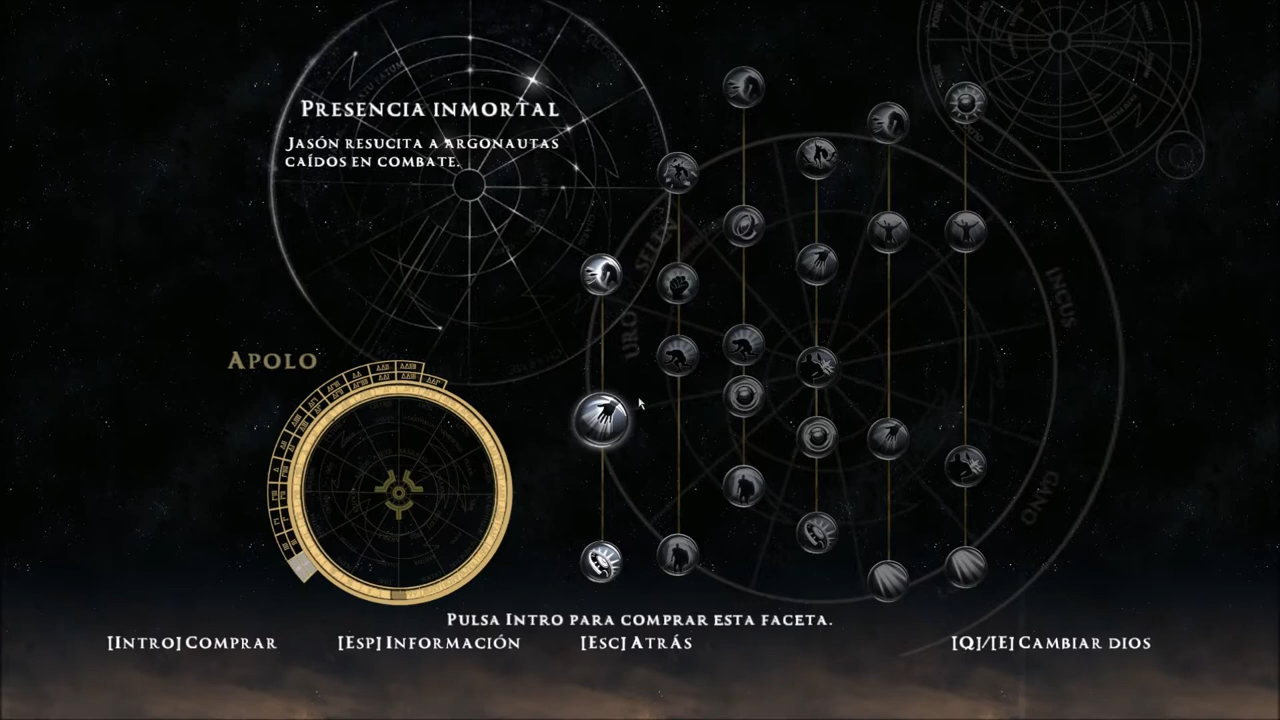 Presencia inmortal
Jasón resucita a argonautas
caídos en combate.
Apolo
Pulsa Intro para comprar esta faceta.
[Intro] Comprar
[Esp] Información
[Esc] Atrás
[Q]/[E] Cambiar dios
INCUS